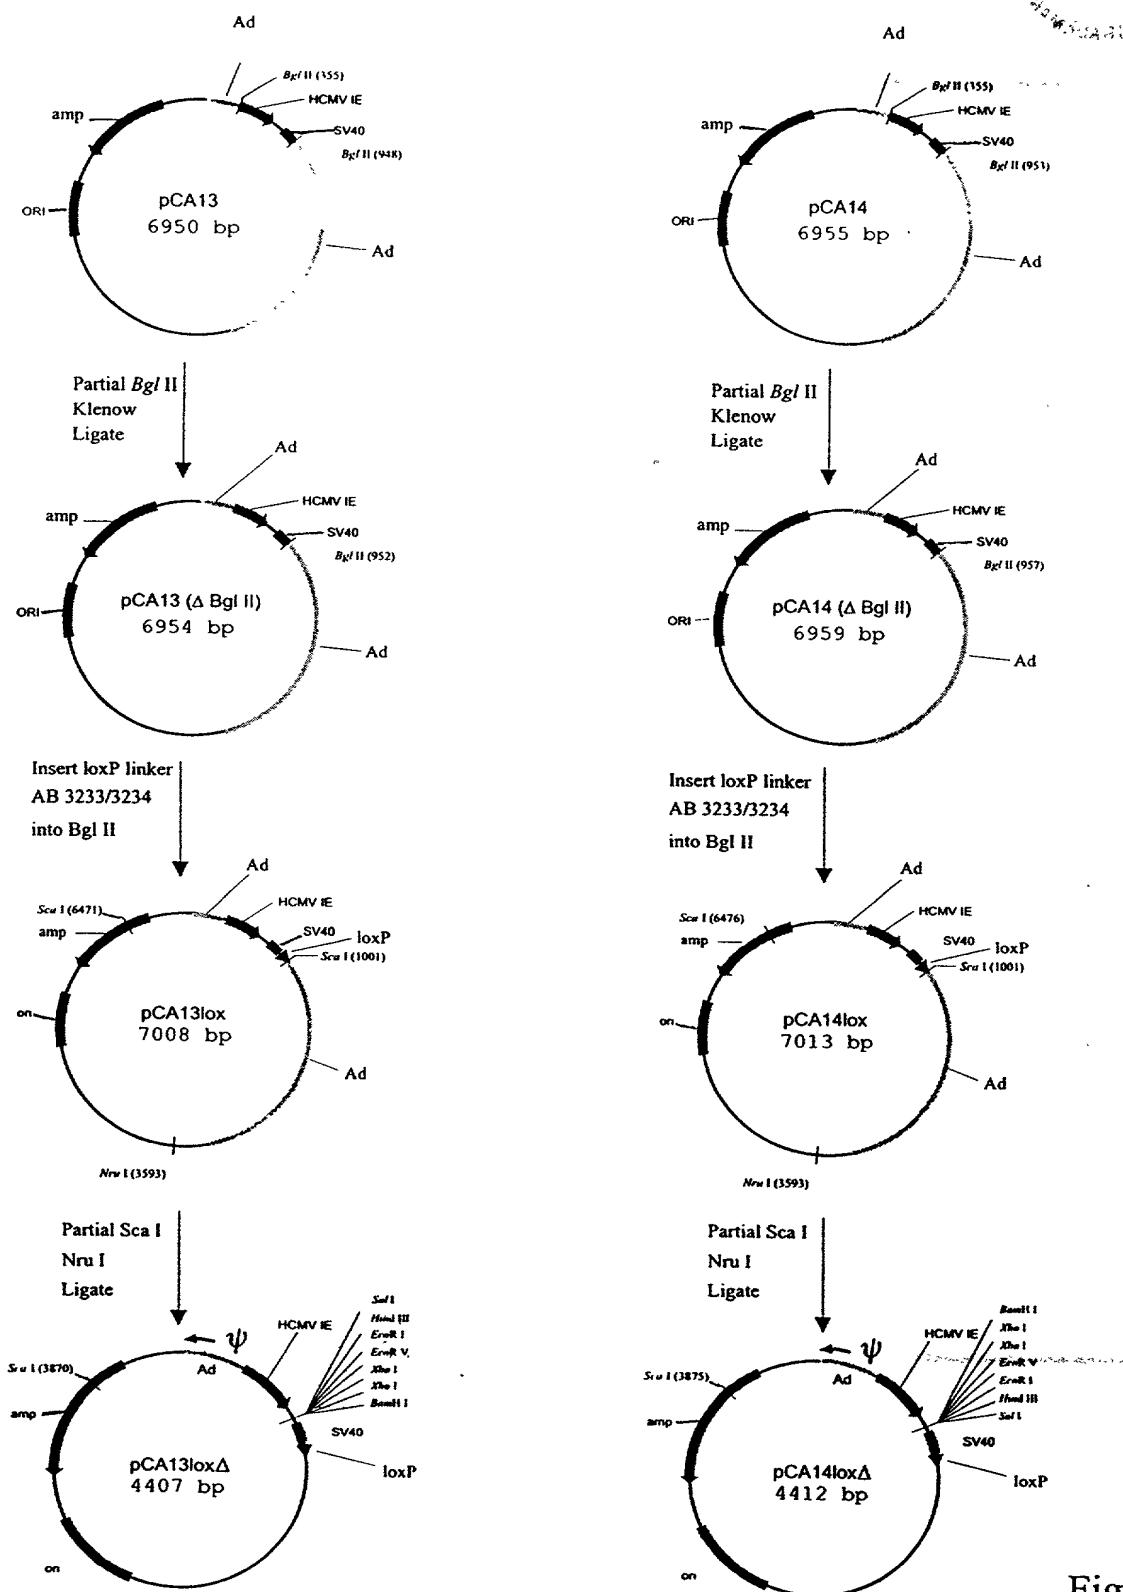 Ad
Bgl II (355)
HCMV IE
amp
SV40
Bgl II (948)
pCA13
6950 bp
ORI
Ad
Partial Bgl II
Klenow
Ligate
Ad
HCMV IE
amp
SV40
Bgl II (952)
pCA13 (Δ Bgl II)
6954 bp
ORI
Ad
Insert loxP linker
AB 3233/3234
into Bgl II
Ad
Sca I (6471)
HCMV IE
amp
SV40
loxP
Sca I (1001)
pCA13lox
7008 bp
ori
Ad
Nru I (3593)
Partial Sca I
Nru I
Ligate
ψ
HCMV IE
Sal I
Hind III
EcoR I
EcoR V
Xba I
Xho I
BamH I
Ad
Sca I (3870)
amp
SV40
loxP
pCA13loxΔ
4407 bp
ori
Ad
Bgl II (355)
HCMV IE
amp
SV40
Bgl II (953)
pCA14
6955 bp
ORI
Ad
Partial Bgl II
Klenow
Ligate
Ad
HCMV IE
amp
SV40
Bgl II (957)
pCA14 (Δ Bgl II)
6959 bp
ORI
Ad
Insert loxP linker
AB 3233/3234
into Bgl II
Ad
Sca I (6476)
HCMV IE
amp
SV40
loxP
Sca I (1001)
pCA14lox
7013 bp
ori
Ad
Nru I (3593)
Partial Sca I
Nru I
Ligate
ψ
HCMV IE
BamH I
Xho I
Xba I
EcoR V
EcoR I
Hind III
Sal I
Ad
Sca I (3875)
amp
SV40
loxP
pCA14loxΔ
4412 bp
ori
Fig